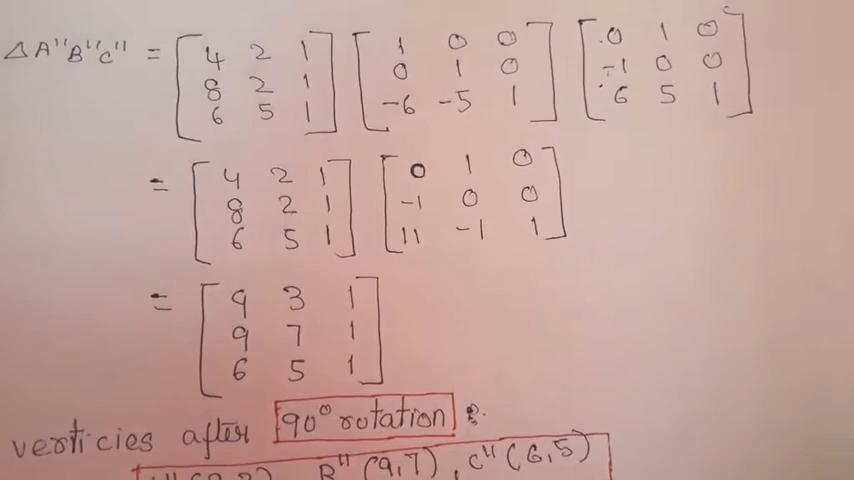 ΔA"B"C" = [4 2 1] [1 0 0] [0 1 0]
[8 2 1] [0 1 0] [-1 0 0]
[6 5 1] [-6 -5 1] [6 5 1]
= [4 2 1] [0 1 0]
[8 2 1] [-1 0 0]
[6 5 1] [11 -1 1]
= [9 3 1]
[9 7 1]
[6 5 1]
verticies after 90° rotation
B" (9,7), C" (6,5)